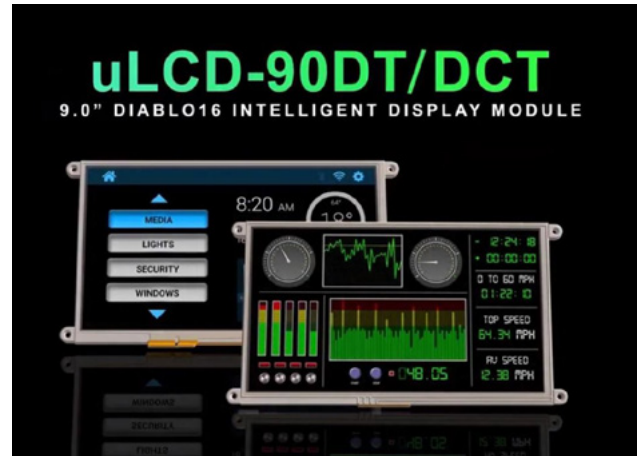 uLCD-90DT/DCT
9.0” DIABLO16 INTELLIGENT DISPLAY MODULE
8:20 AM
64°
MEDIA
LIGHTS
SECURITY
WINDOWS
- 12:24:18
+ 00:00:00
0 TO 60 MPH
01:22:10
TOP SPEED
64.34 MPH
AV SPEED
12.38 MPH
048.05